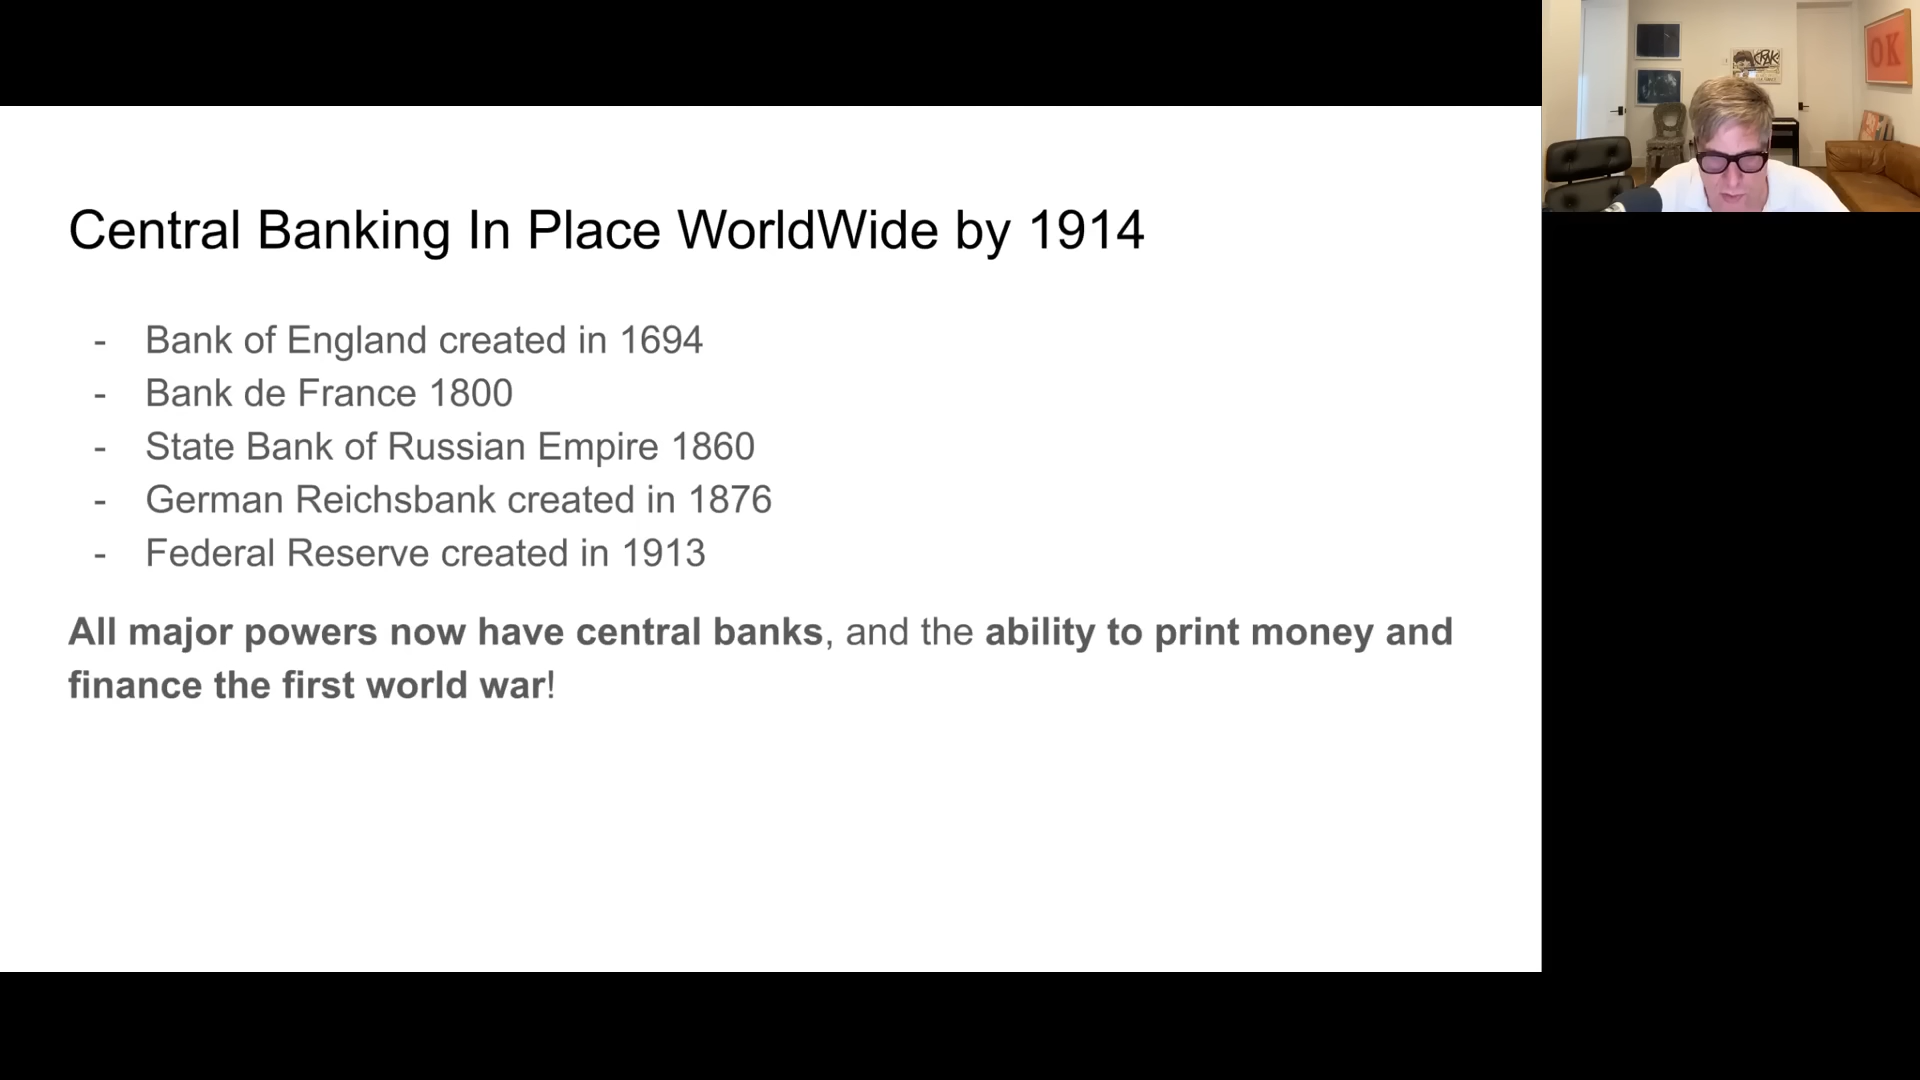 Central Banking In Place WorldWide by 1914
- Bank of England created in 1694
- Bank de France 1800
- State Bank of Russian Empire 1860
- German Reichsbank created in 1876
- Federal Reserve created in 1913
All major powers now have central banks, and the ability to print money and
finance the first world war!
OK